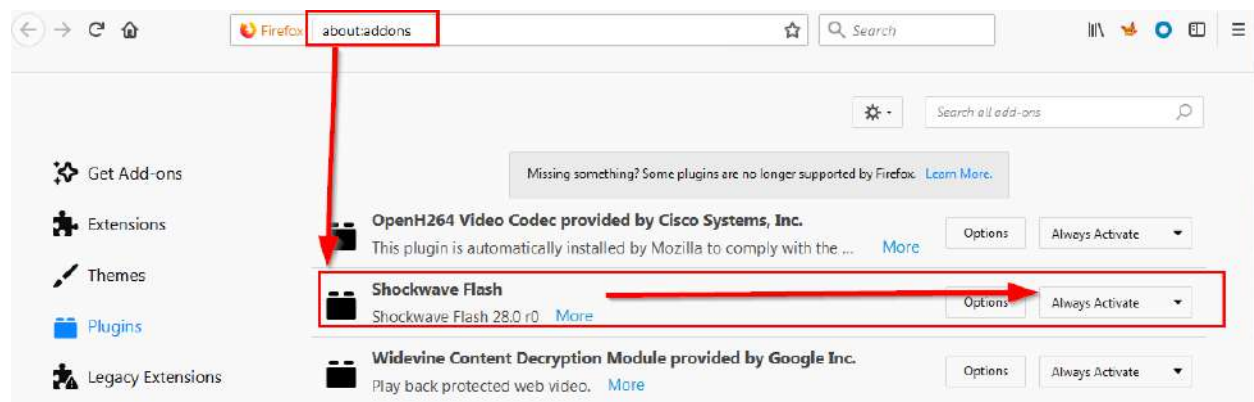 Firefox about:addons Search
Search all add-ons
Get Add-ons
Missing something? Some plugins are no longer supported by Firefox. Learn More.
Extensions
OpenH264 Video Codec provided by Cisco Systems, Inc.
This plugin is automatically installed by Mozilla to comply with the ... More
Options
Always Activate
Themes
Shockwave Flash
Shockwave Flash 28.0 r0 More
Options
Always Activate
Plugins
Widevine Content Decryption Module provided by Google Inc.
Play back protected web video. More
Options
Always Activate
Legacy Extensions